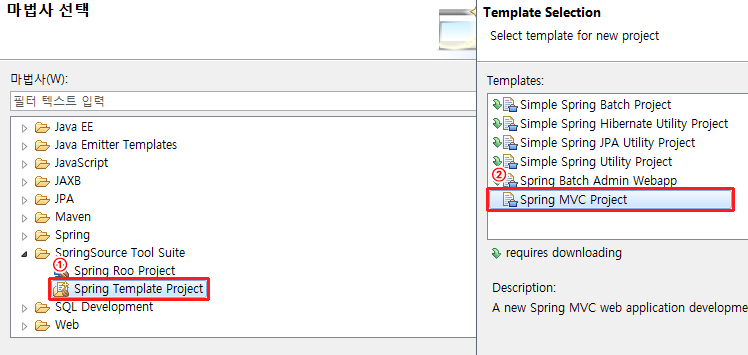 마법사 선택
마법사(W):
필터 텍스트 입력
Java EE
Java Emitter Templates
JavaScript
JAXB
JPA
Maven
Spring
SpringSource Tool Suite
①
Spring Roo Project
Spring Template Project
SQL Development
Web
Template Selection
Select template for new project
Templates:
Simple Spring Batch Project
Simple Spring Hibernate Utility Project
Simple Spring JPA Utility Project
Simple Spring Utility Project
②
Spring Batch Admin Webapp
Spring MVC Project
requires downloading
Description:
A new Spring MVC web application developme